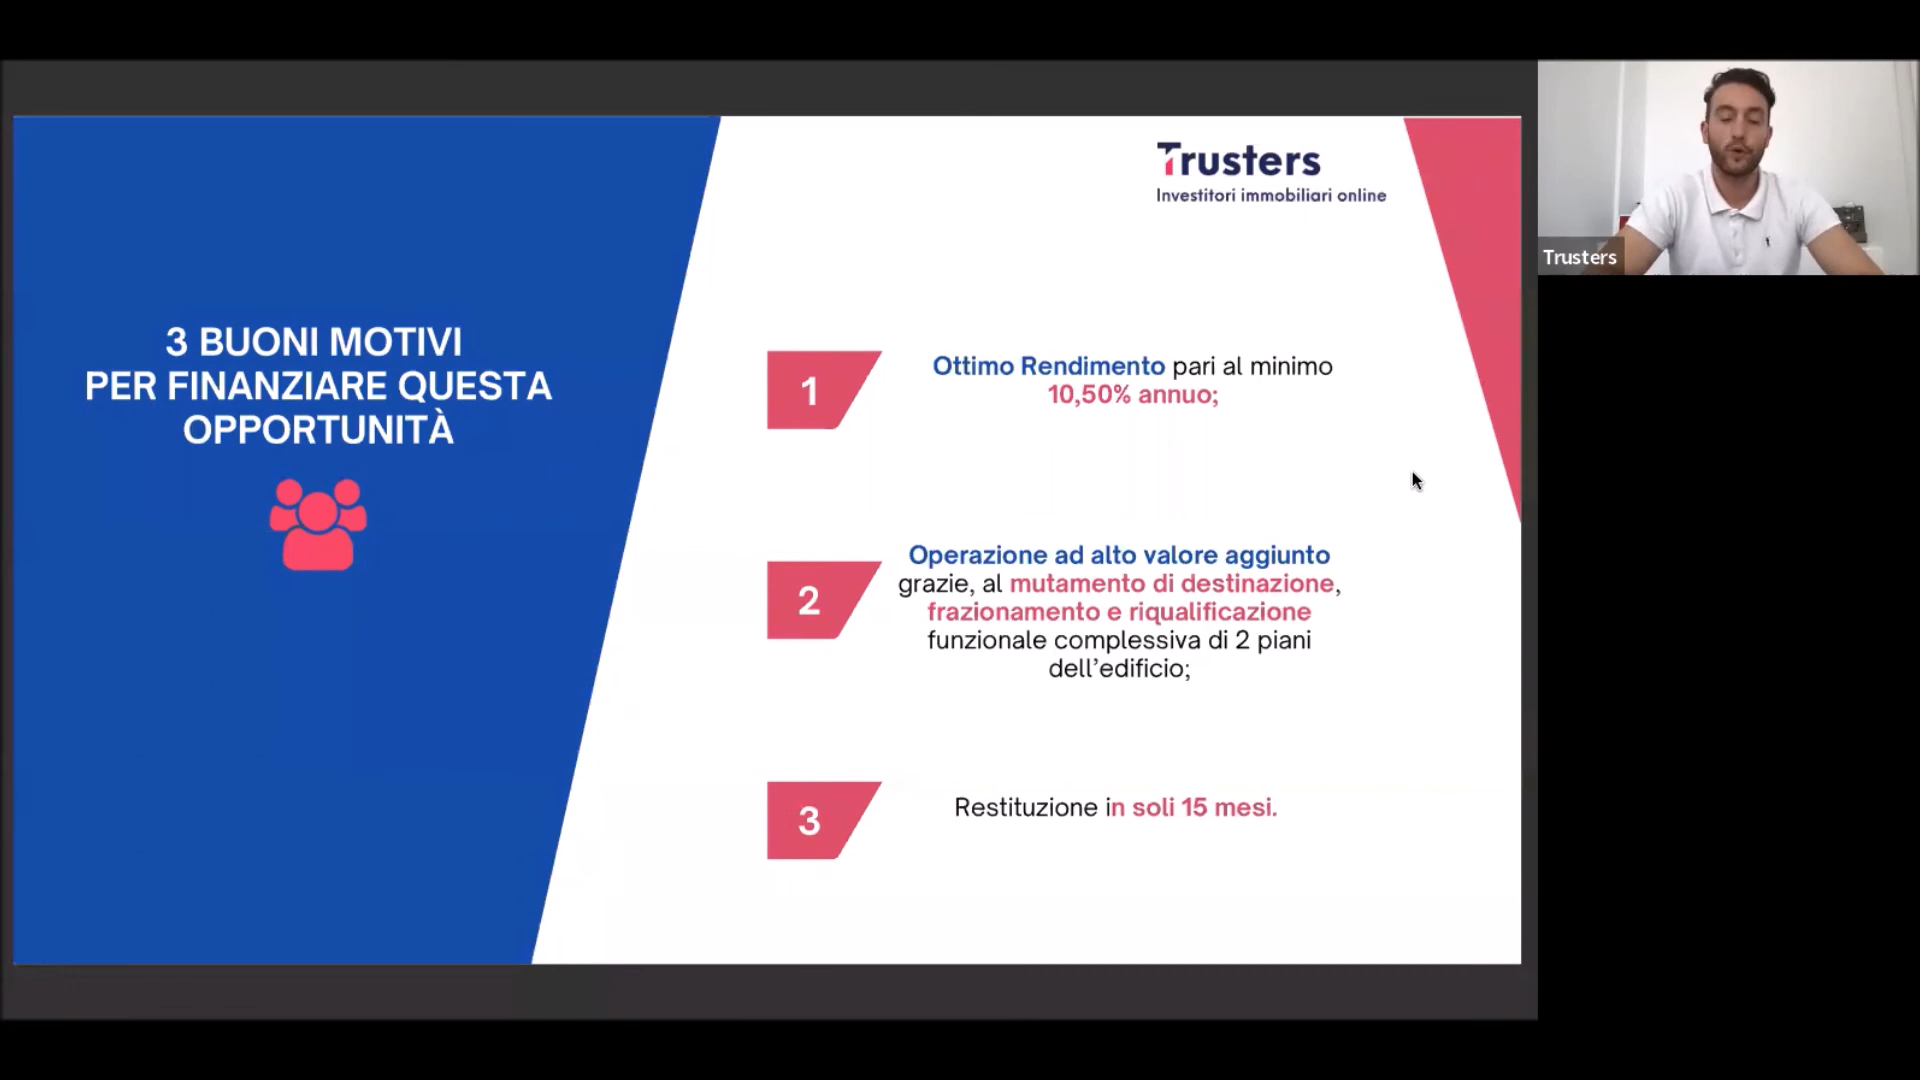 3 BUONI MOTIVI
PER FINANZIARE QUESTA
OPPORTUNITÀ
Trusters
Investitori immobiliari online
1
Ottimo Rendimento pari al minimo
10,50% annuo;
2
Operazione ad alto valore aggiunto
grazie, al mutamento di destinazione,
frazionamento e riqualificazione
funzionale complessiva di 2 piani
dell’edificio;
3
Restituzione in soli 15 mesi.
Trusters